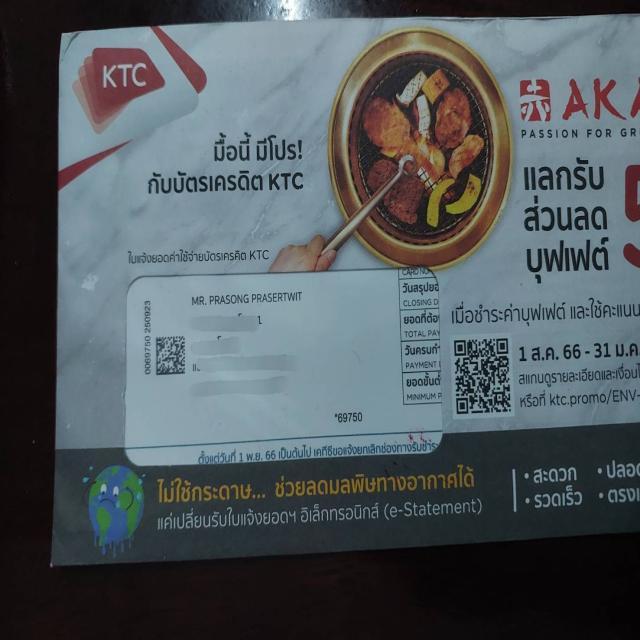 KTC
มื้อนี้ มีโปร!
กับบัตรเครดิต KTC
PASSION FOR GR
แลกรับ
ส่วนลด
บุฟเฟต์
ใบแจ้งยอดค่าใช้จ่ายบัตรเครดิต KTC
MR. PRASONG PRASERTWIT
0069750 250923
*69750
CARD NO
วันสรุปยอ
CLOSING D
ยอดที่ต้อง
TOTAL PAY
วันครบกำ
PAYMENT
ยอดขั้นต่ำ
MINIMUM P
ตั้งแต่วันที่ 1 พ.ย. 66 เป็นต้นไป เคทีซีขอแจ้งยกเลิกช่องทางรับชำระ
เมื่อชำระค่าบุฟเฟต์ และใช้คะแนน
1 ส.ค. 66 - 31 ม.ค.
สแกนดูรายละเอียดและเงื่อนไ
หรือที่ ktc.promo/ENV-
ไม่ใช้กระดาษ... ช่วยลดมลพิษทางอากาศได้
แค่เปลี่ยนรับใบแจ้งยอดฯ อิเล็กทรอนิกส์ (e-Statement)
• สะดวก • ปลอด
• รวดเร็ว • ตรงเ